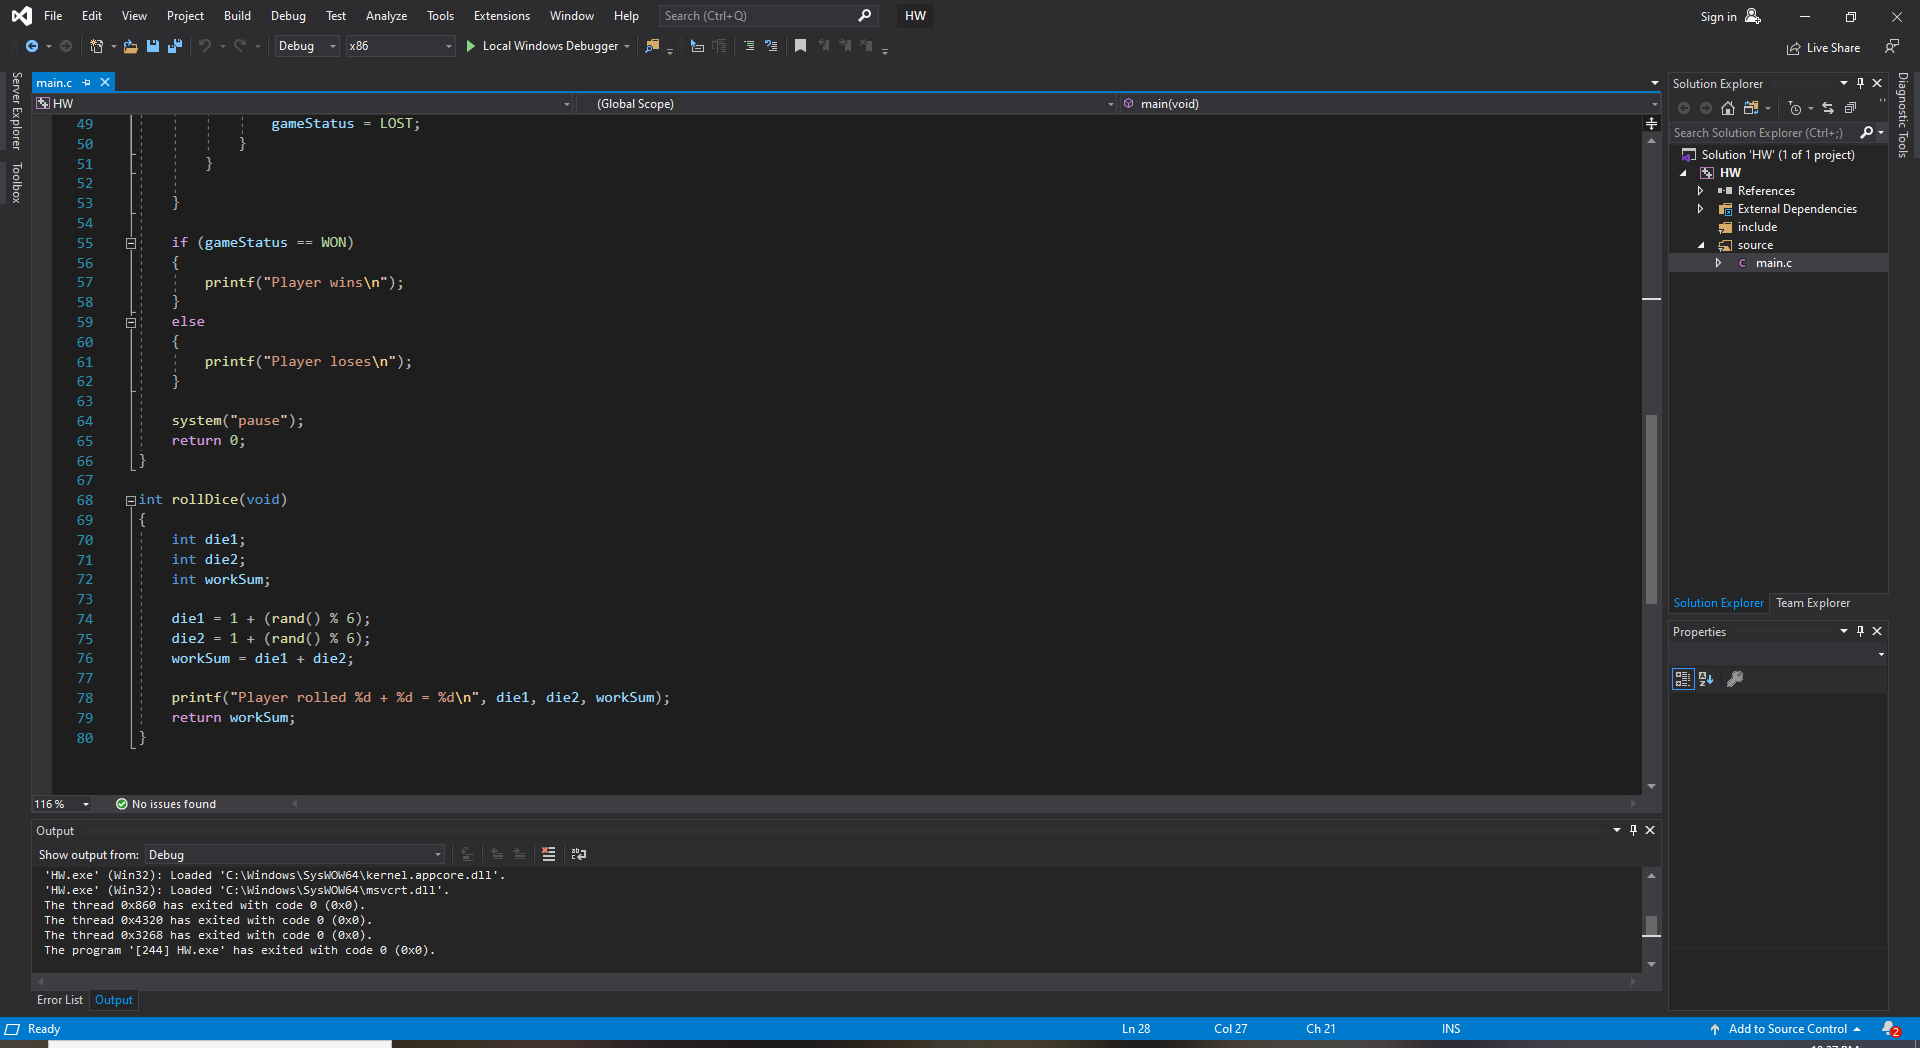 File Edit View Project Build Debug Test Analyze Tools Extensions Window Help Search (Ctrl+Q) HW Sign in
Debug x86 Local Windows Debugger Live Share
Server Explorer
Toolbox
main.c
HW (Global Scope) main(void)
49 gameStatus = LOST;
50 }
51 }
52
53 }
54
55 if (gameStatus == WON)
56 {
57 printf("Player wins\n");
58 }
59 else
60 {
61 printf("Player loses\n");
62 }
63
64 system("pause");
65 return 0;
66 }
67
68 int rollDice(void)
69 {
70 int die1;
71 int die2;
72 int workSum;
73
74 die1 = 1 + (rand() % 6);
75 die2 = 1 + (rand() % 6);
76 workSum = die1 + die2;
77
78 printf("Player rolled %d + %d = %d\n", die1, die2, workSum);
79 return workSum;
80 }
116 % No issues found
Output
Show output from: Debug
'HW.exe' (Win32): Loaded 'C:\Windows\SysWOW64\kernel.appcore.dll'.
'HW.exe' (Win32): Loaded 'C:\Windows\SysWOW64\msvcrt.dll'.
The thread 0x860 has exited with code 0 (0x0).
The thread 0x4320 has exited with code 0 (0x0).
The thread 0x3268 has exited with code 0 (0x0).
The program '[244] HW.exe' has exited with code 0 (0x0).
Error List Output
Solution Explorer
Search Solution Explorer (Ctrl+;)
Solution 'HW' (1 of 1 project)
HW
References
External Dependencies
include
source
main.c
Solution Explorer Team Explorer
Properties
Diagnostic Tools
Ready Ln 28 Col 27 Ch 21 INS Add to Source Control 2